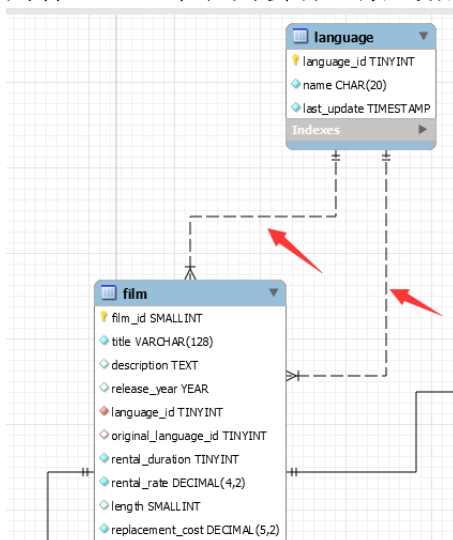 language
language_id TINYINT
name CHAR(20)
last_update TIMESTAMP
Indexes
film
film_id SMALLINT
title VARCHAR(128)
description TEXT
release_year YEAR
language_id TINYINT
original_language_id TINYINT
rental_duration TINYINT
rental_rate DECIMAL(4,2)
length SMALLINT
replacement_cost DECIMAL(5,2)